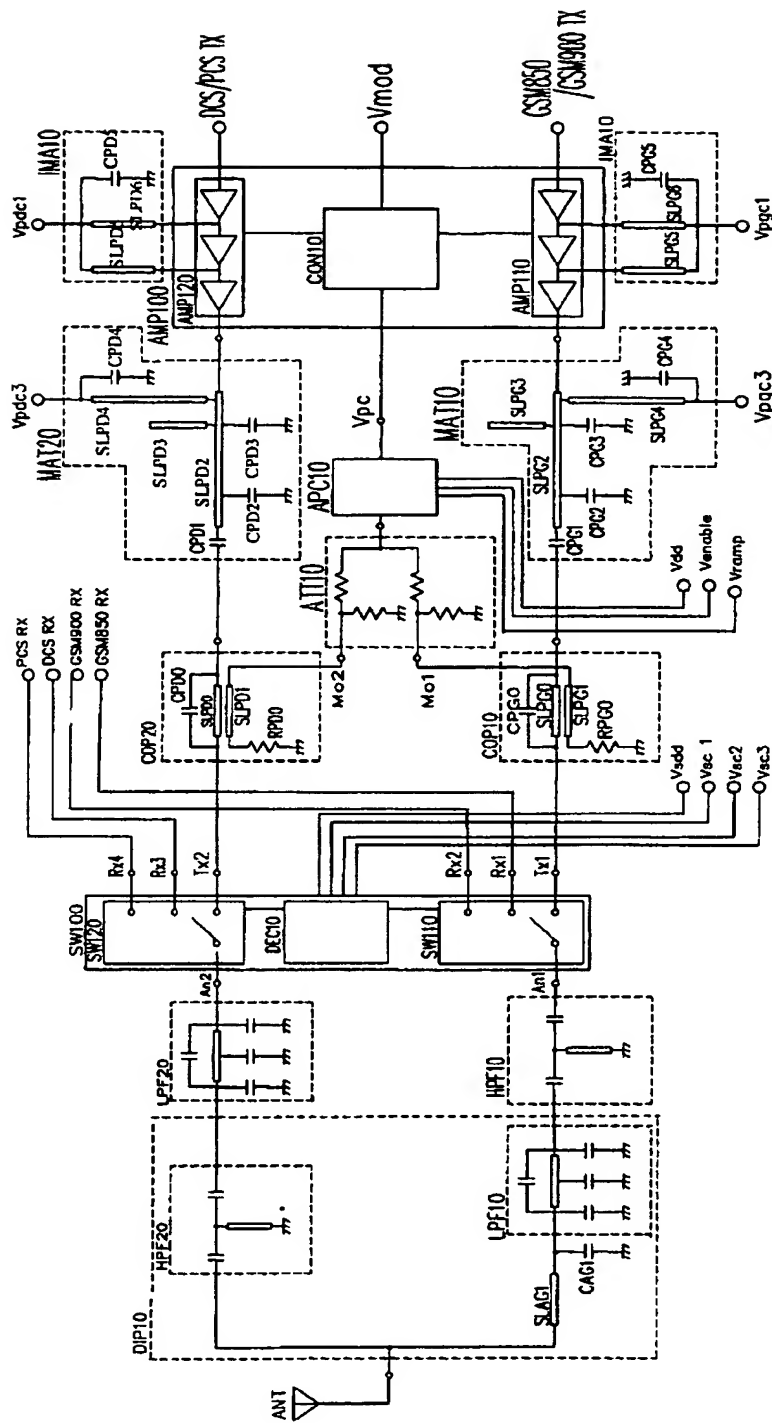 DCS/PCS TX
Vmod
GSM850
/GSM900 TX
IMA10
CPD5
Vpdc1
SLPD5
SLPD6
AMP100
AMP120
CON10
AMP110
IMA10
CPG5
SLPG6
SLPG5
Vpgc1
Vpdc3
CPD4
MAT20
SLPD4
SLPD3
SLPD2
CPD3
CPD2
CPD1
Vpc
APC10
MAT10
SLPG3
CPG4
SLPG4
SLPG2
CPG3
CPG2
CPG1
Vpgc3
ATT10
Vdd
Venable
Vramp
PCS RX
DCS RX
GSM900 RX
GSM850 RX
CPD0
SLPD0
SLPD1
RPD0
COP20
Mo2
Mo1
CPG0
SLPG0
SLPG1
RPG0
COP10
Vsdd
Vsc 1
Vsc2
Vsc3
Rx4
Rx3
Tx2
Rx2
Rx1
Tx1
SW100
SW120
DEC10
SW110
An2
An1
LPF20
HPF10
HPF20
LPF10
DIP10
SLAG1
CAG1
ANT